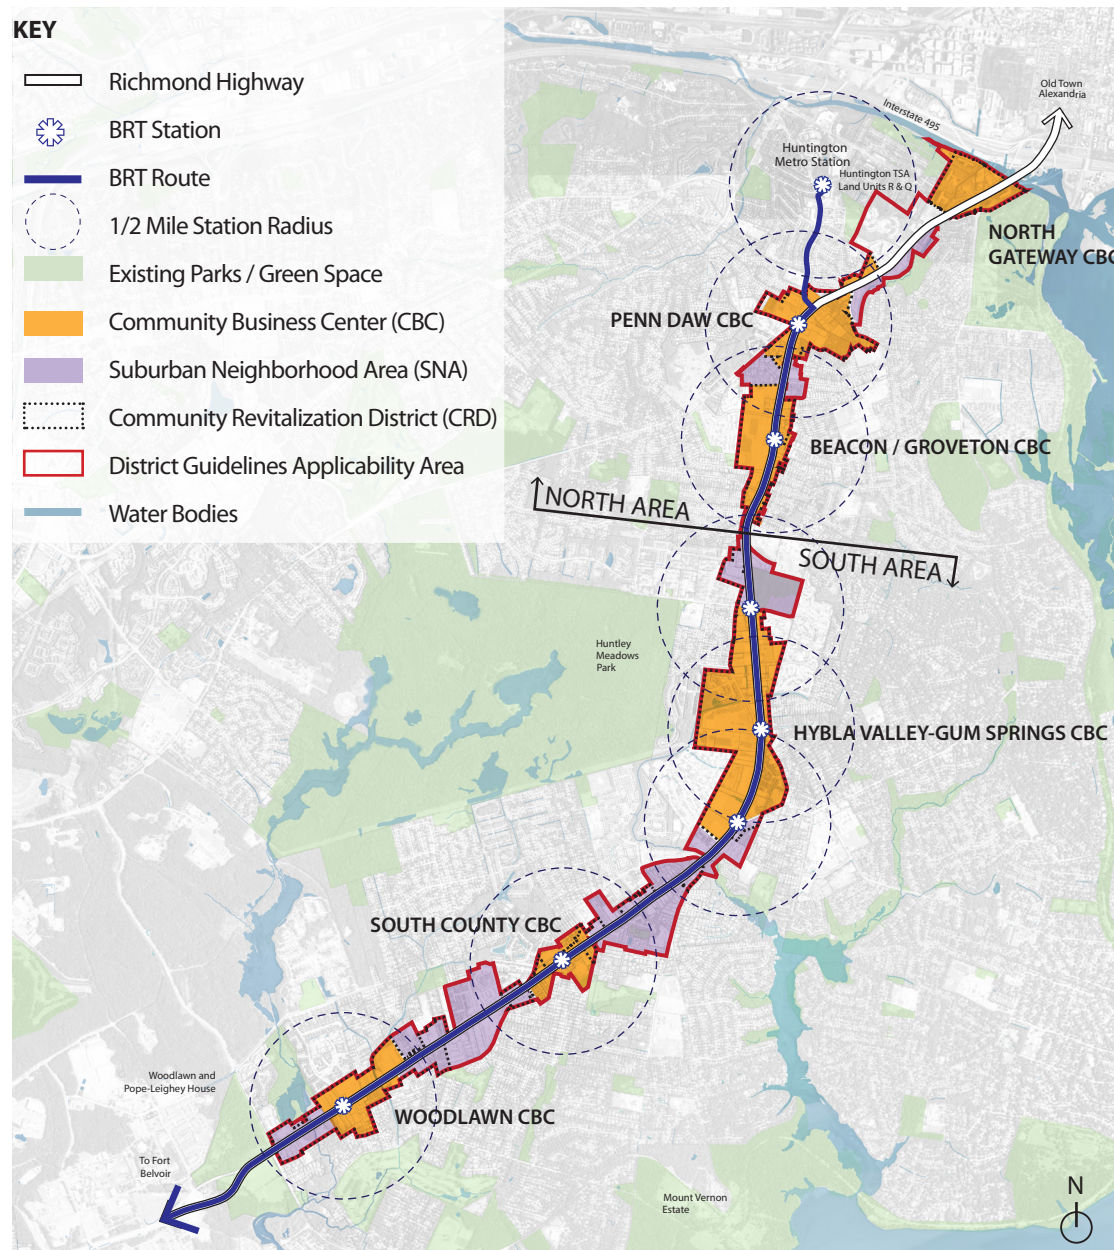 KEY
Richmond Highway
BRT Station
BRT Route
1/2 Mile Station Radius
Existing Parks / Green Space
Community Business Center (CBC)
Suburban Neighborhood Area (SNA)
Community Revitalization District (CRD)
District Guidelines Applicability Area
Water Bodies
Old Town
Alexandria
Interstate 495
Huntington
Metro Station
Huntington TSA
Land Units R & Q
NORTH
GATEWAY CBC
PENN DAW CBC
BEACON / GROVETON CBC
NORTH AREA
SOUTH AREA
Huntley
Meadows
Park
HYBLA VALLEY-GUM SPRINGS CBC
SOUTH COUNTY CBC
Woodlawn and
Pope-Leighey House
WOODLAWN CBC
To Fort
Belvoir
Mount Vernon
Estate
N